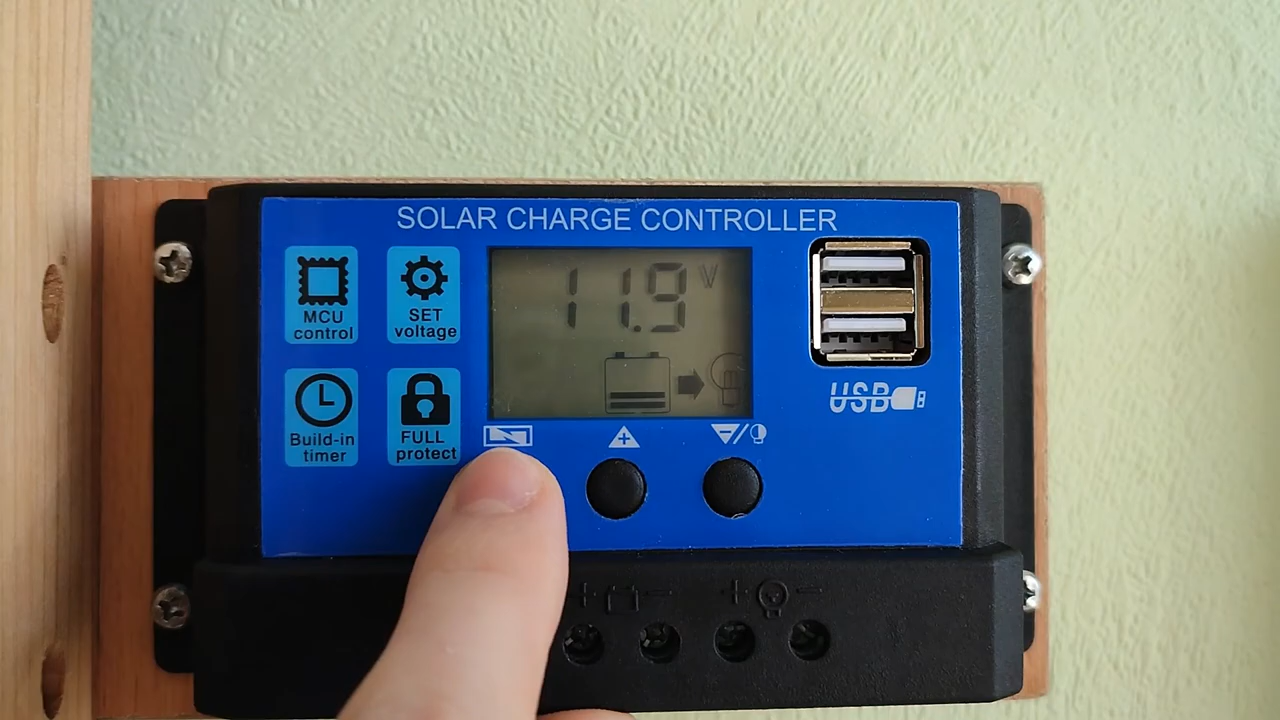 SOLAR CHARGE CONTROLLER
MCU
control
SET
voltage
11.9 V
Build-in
timer
FULL
protect
USB
+ -
+ -